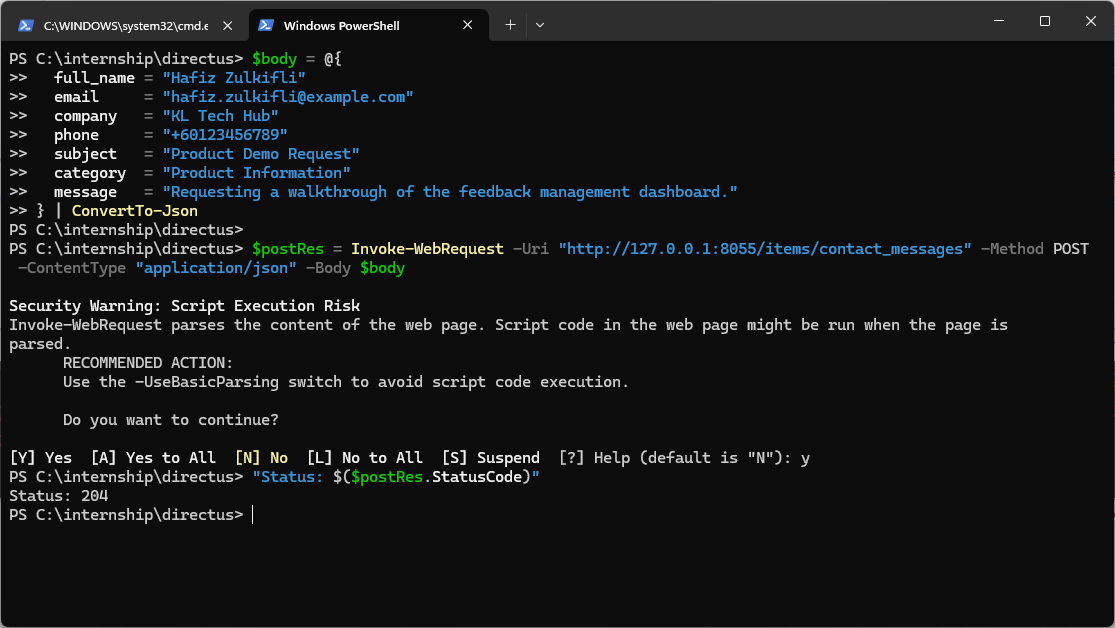 C:\WINDOWS\system32\cmd.e
Windows PowerShell
PS C:\internship\directus> $body = @{
>>   full_name = "Hafiz Zulkifli"
>>   email     = "hafiz.zulkifli@example.com"
>>   company   = "KL Tech Hub"
>>   phone     = "+60123456789"
>>   subject   = "Product Demo Request"
>>   category  = "Product Information"
>>   message   = "Requesting a walkthrough of the feedback management dashboard."
>> } | ConvertTo-Json
PS C:\internship\directus>
PS C:\internship\directus> $postRes = Invoke-WebRequest -Uri "http://127.0.0.1:8055/items/contact_messages" -Method POST
 -ContentType "application/json" -Body $body
Security Warning: Script Execution Risk
Invoke-WebRequest parses the content of the web page. Script code in the web page might be run when the page is
parsed.
      RECOMMENDED ACTION:
      Use the -UseBasicParsing switch to avoid script code execution.
      Do you want to continue?
[Y] Yes  [A] Yes to All  [N] No  [L] No to All  [S] Suspend  [?] Help (default is "N"): y
PS C:\internship\directus> "Status: $($postRes.StatusCode)"
Status: 204
PS C:\internship\directus>